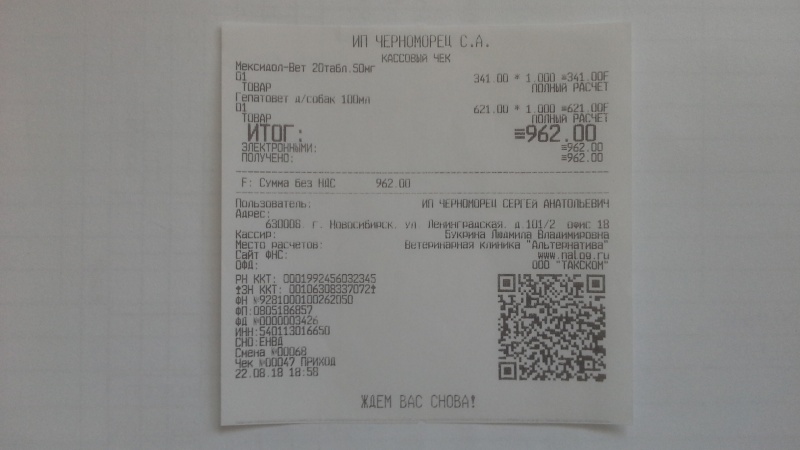 ИП ЧЕРНОМОРЕЦ С.А.
КАССОВЫЙ ЧЕК
Мексидол-Вет 20табл.50мг
01 341.00 * 1.000 ≡341.00F
ТОВАР ПОЛНЫЙ РАСЧЕТ
Гепатовет д/собак 100мл
01 621.00 * 1.000 ≡621.00F
ТОВАР ПОЛНЫЙ РАСЧЕТ
ИТОГ: ≡962.00
ЭЛЕКТРОННЫМИ: ≡962.00
ПОЛУЧЕНО: ≡962.00
F: Сумма Без НДС 962.00
Пользователь: ИП ЧЕРНОМОРЕЦ СЕРГЕЙ АНАТОЛЬЕВИЧ
Адрес:
630008, г. Новосибирск, ул Ленинградская, д 101/2 офис 18
Кассир: Букрина Людмила Владимировна
Место расчетов: Ветеринарная клиника "Альтернатива"
Сайт ФНС: www.nalog.ru
ОФД: ООО "ТАКСКОМ"
РН ККТ: 0001992456032345
ЗН ККТ: 00106308337072
ФН №9281000100262050
ФП:0805186857
ФД №0000003426
ИНН:540113016650
СНО:ЕНВД
Смена №00068
Чек №00047 ПРИХОД
22.08.18 18:58
ЖДЕМ ВАС СНОВА!